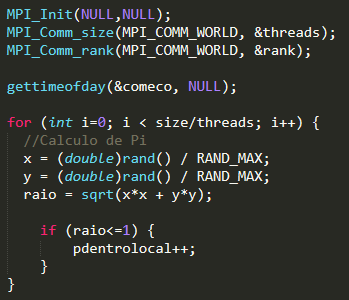 MPI_Init(NULL,NULL);
MPI_Comm_size(MPI_COMM_WORLD, &threads);
MPI_Comm_rank(MPI_COMM_WORLD, &rank);
gettimeofday(&comeco, NULL);
for (int i=0; i < size/threads; i++) {
//Calculo de Pi
x = (double)rand() / RAND_MAX;
y = (double)rand() / RAND_MAX;
raio = sqrt(x*x + y*y);
if (raio<=1) {
pdentrolocal++;
}
}